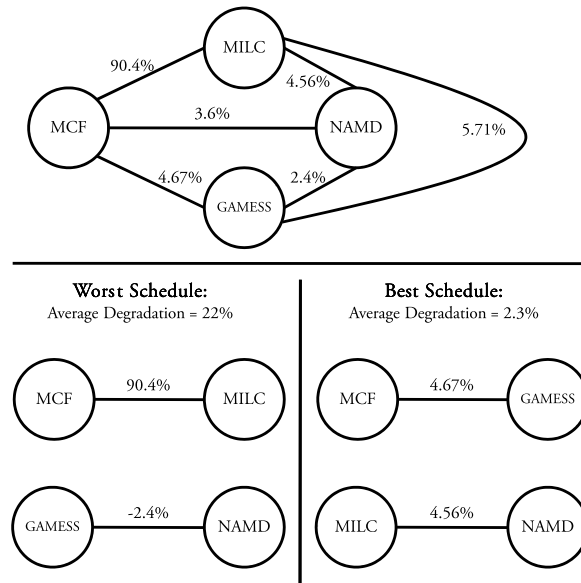 MILC
90.4%
4.56%
MCF
3.6%
NAMD
5.71%
4.67%
2.4%
GAMESS
Worst Schedule:
Average Degradation = 22%
MCF
90.4%
MILC
GAMESS
-2.4%
NAMD
Best Schedule:
Average Degradation = 2.3%
MCF
4.67%
GAMESS
MILC
4.56%
NAMD